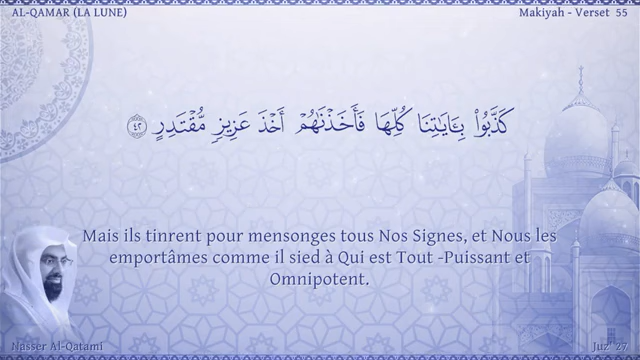 AL-QAMAR (LA LUNE)
Makiyah - Verset 55
كَذَّبُوا۟ بِـَٔايَـٰتِنَا كُلِّهَا فَأَخَذْنَـٰهُمْ أَخْذَ عَزِيزٍۢ مُّقْتَدِرٍ ٤٢
Mais ils tinrent pour mensonges tous Nos Signes, et Nous les
emportâmes comme il sied à Qui est Tout -Puissant et
Omnipotent.
Nasser Al-Qatami
Juz' 27